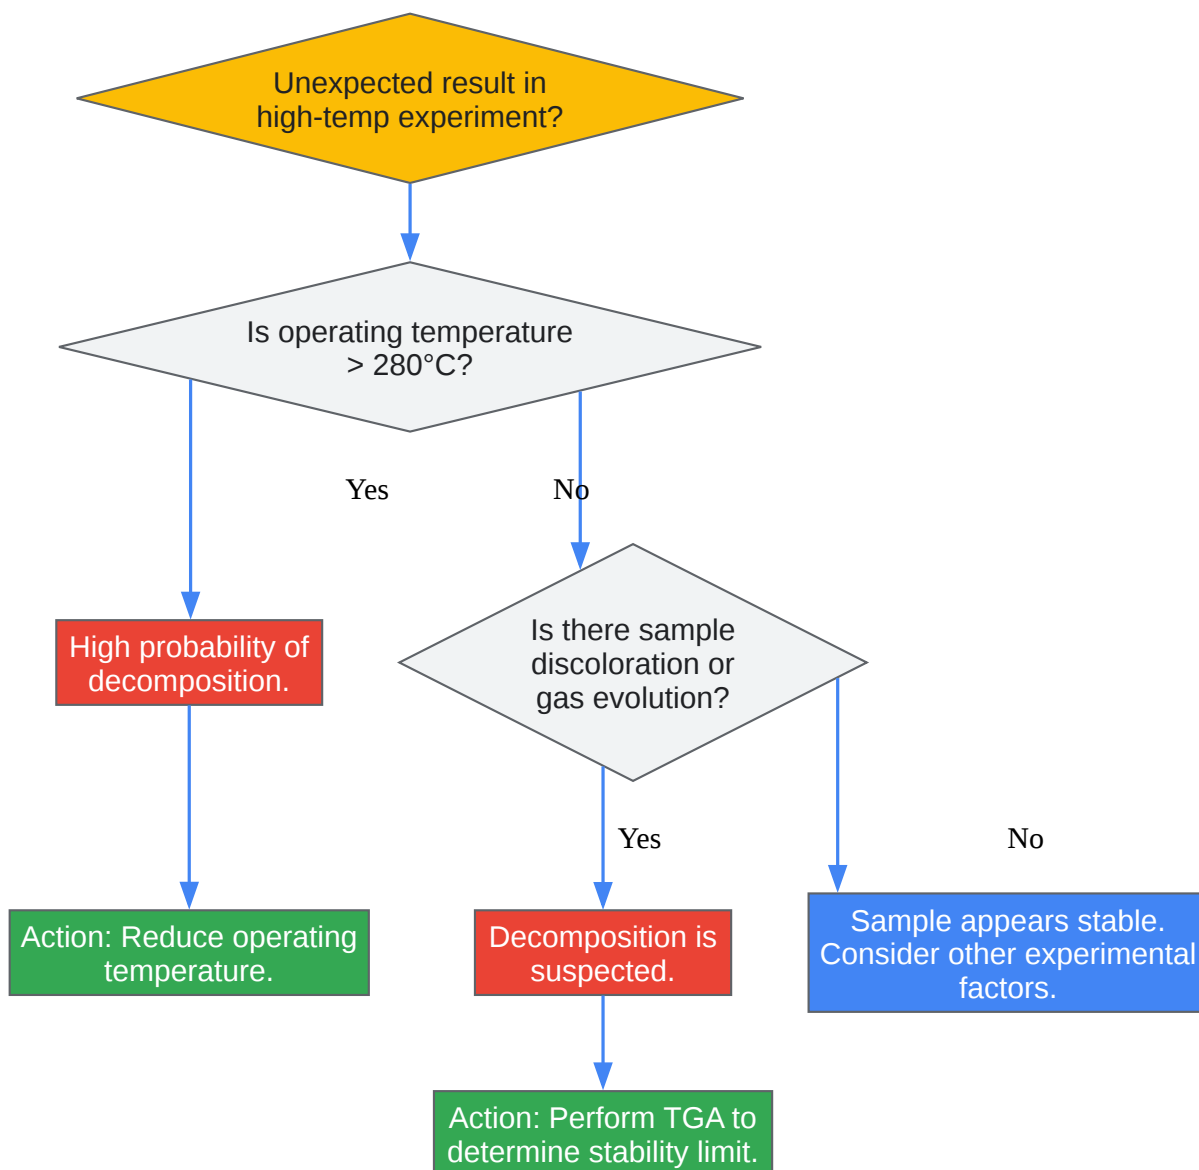 Unexpected result in
high-temp experiment?
Is operating temperature
> 280°C?
Yes
No
High probability of
decomposition.
Is there sample
discoloration or
gas evolution?
Yes
No
Action: Reduce operating
temperature.
Decomposition is
suspected.
Sample appears stable.
Consider other experimental
factors.
Action: Perform TGA to
determine stability limit.